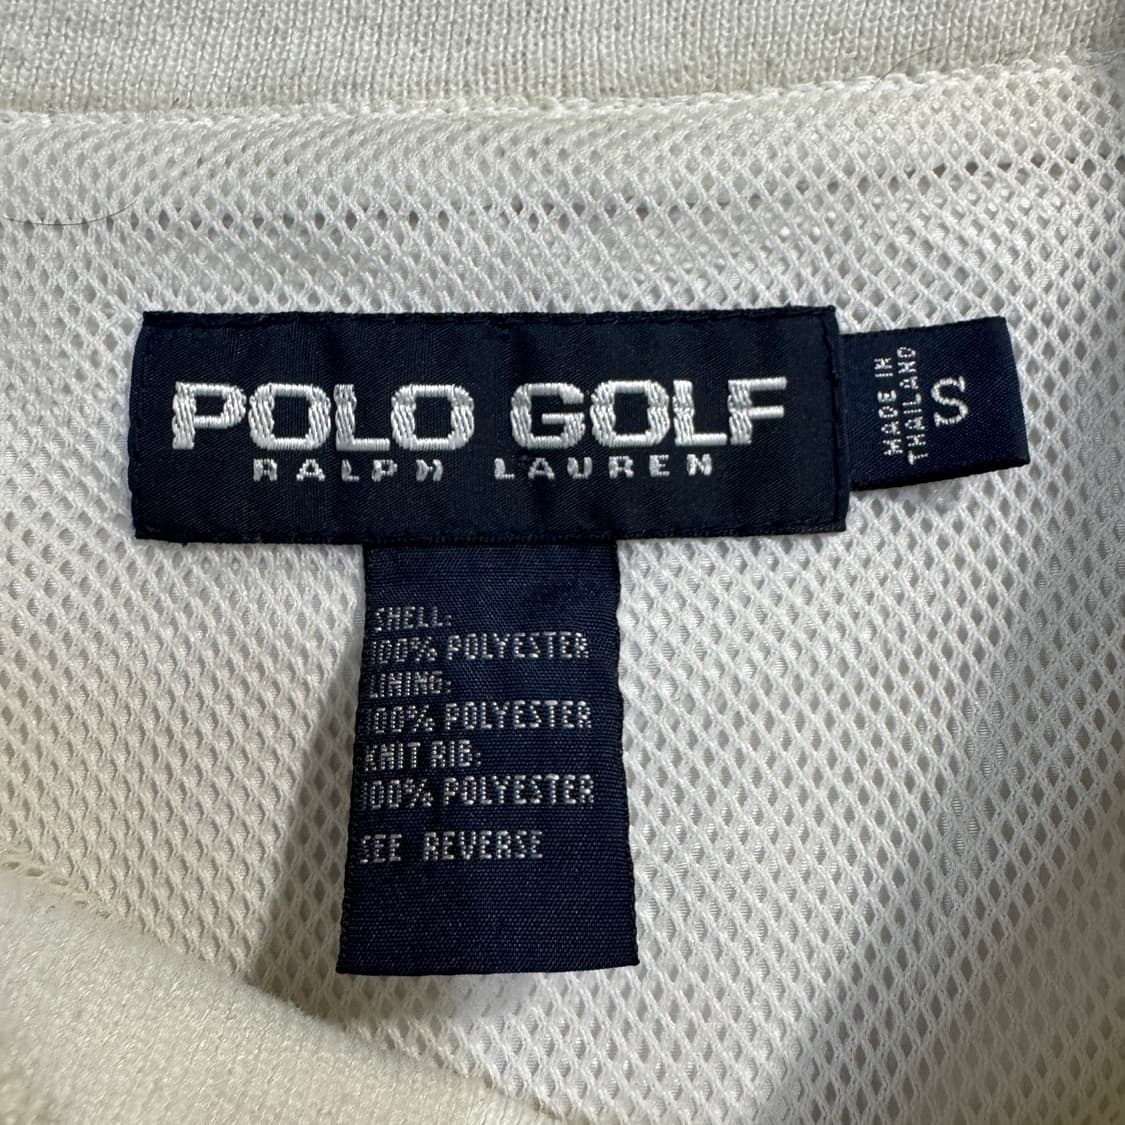 POLO GOLF
RALPH LAUREN
MADE IN
THAILAND
S
SHELL:
100% POLYESTER
LINING:
100% POLYESTER
KNIT RIB:
100% POLYESTER
SEE REVERSE